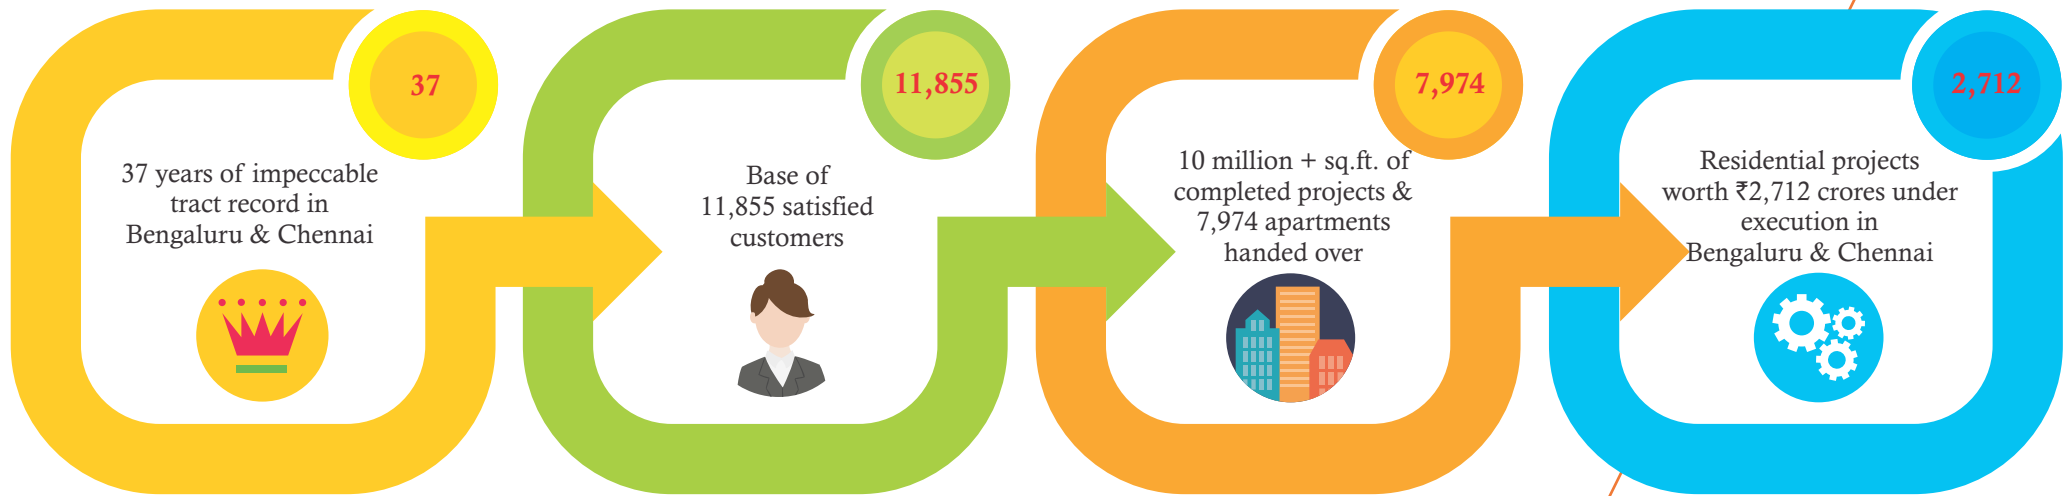 37
37 years of impeccable
tract record in
Bengaluru & Chennai
11,855
Base of
11,855 satisfied
customers
7,974
10 million + sq.ft. of
completed projects &
7,974 apartments
handed over
2,712
Residential projects
worth ₹2,712 crores under
execution in
Bengaluru & Chennai